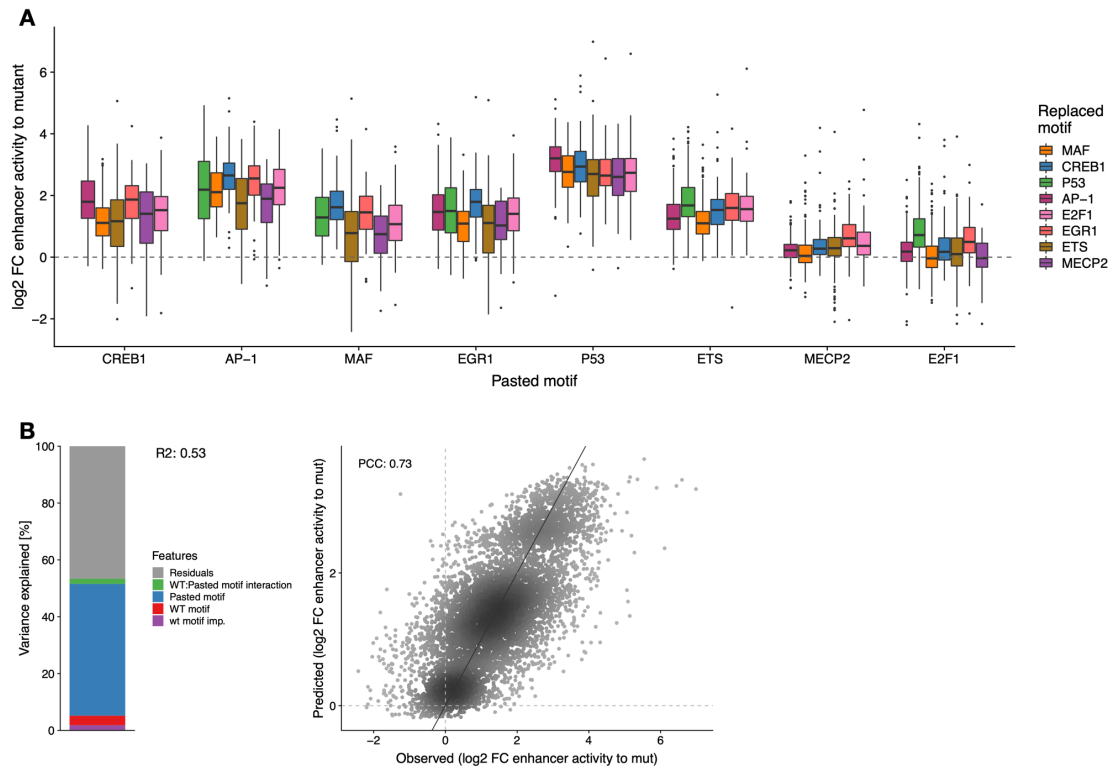 A
log2 FC enhancer activity to mutant
6
4
2
0
−2
CREB1 AP−1 MAF EGR1 P53 ETS MECP2 E2F1
Pasted motif
Replaced
motif
MAF
CREB1
P53
AP−1
E2F1
EGR1
ETS
MECP2
B
Variance explained [%]
100
80
60
40
20
0
R2: 0.53
Features
Residuals
WT:Pasted motif interaction
Pasted motif
WT motif
wt motif imp.
PCC: 0.73
Predicted (log2 FC enhancer activity to mut)
2
0
−2 0 2 4 6
Observed (log2 FC enhancer activity to mut)